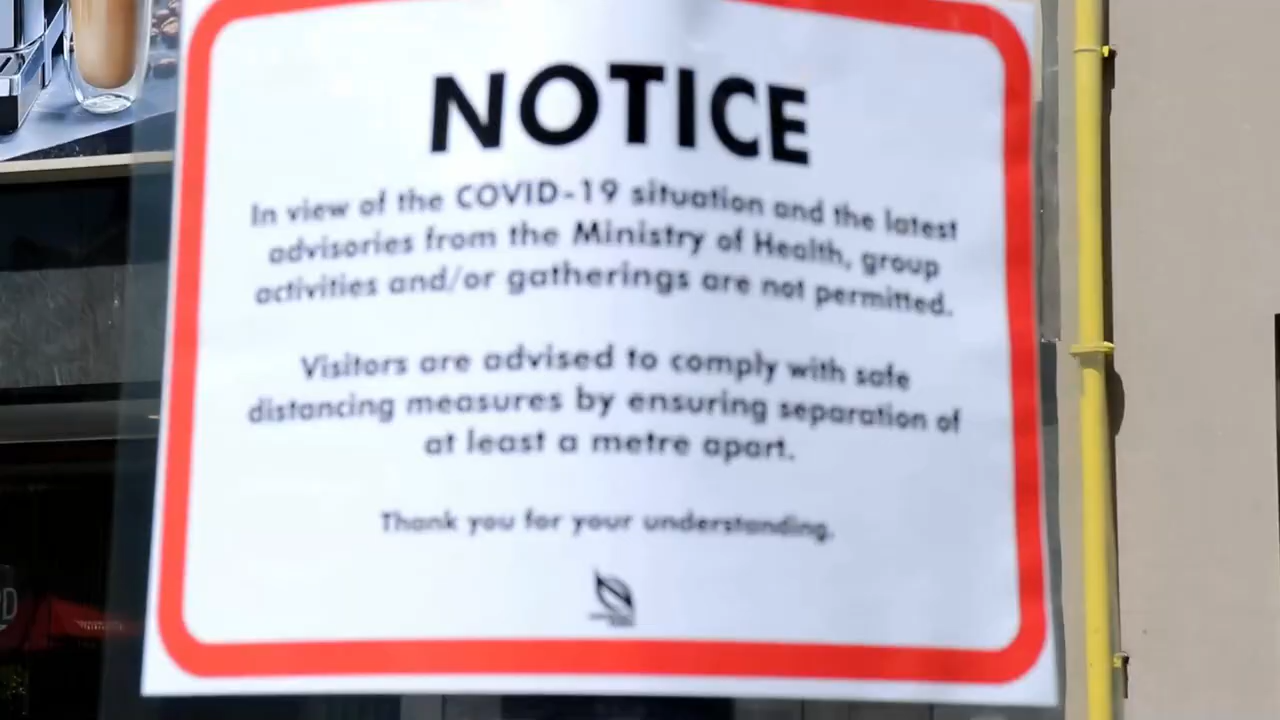 NOTICE
In view of the COVID-19 situation and the latest
advisories from the Ministry of Health, group
activities and/or gatherings are not permitted.
Visitors are advised to comply with safe
distancing measures by ensuring separation of
at least a metre apart.
Thank you for your understanding.